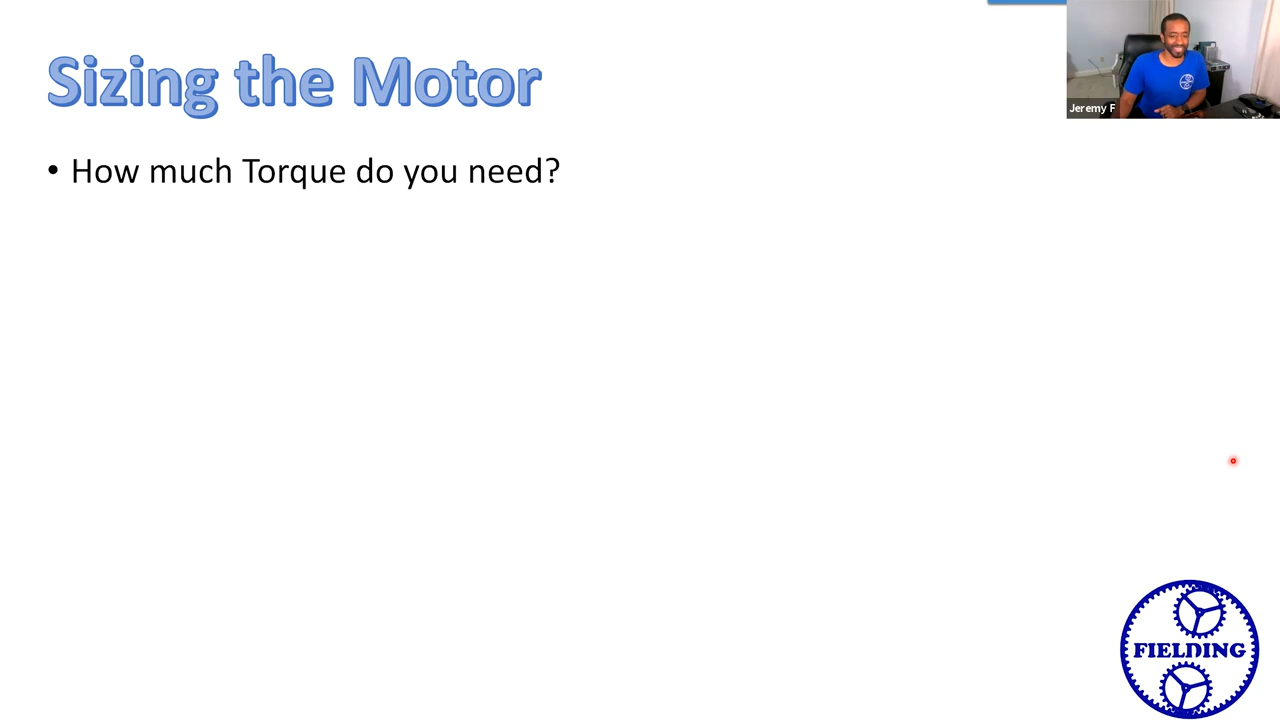 Sizing the Motor
• How much Torque do you need?
Jeremy F
FIELDING